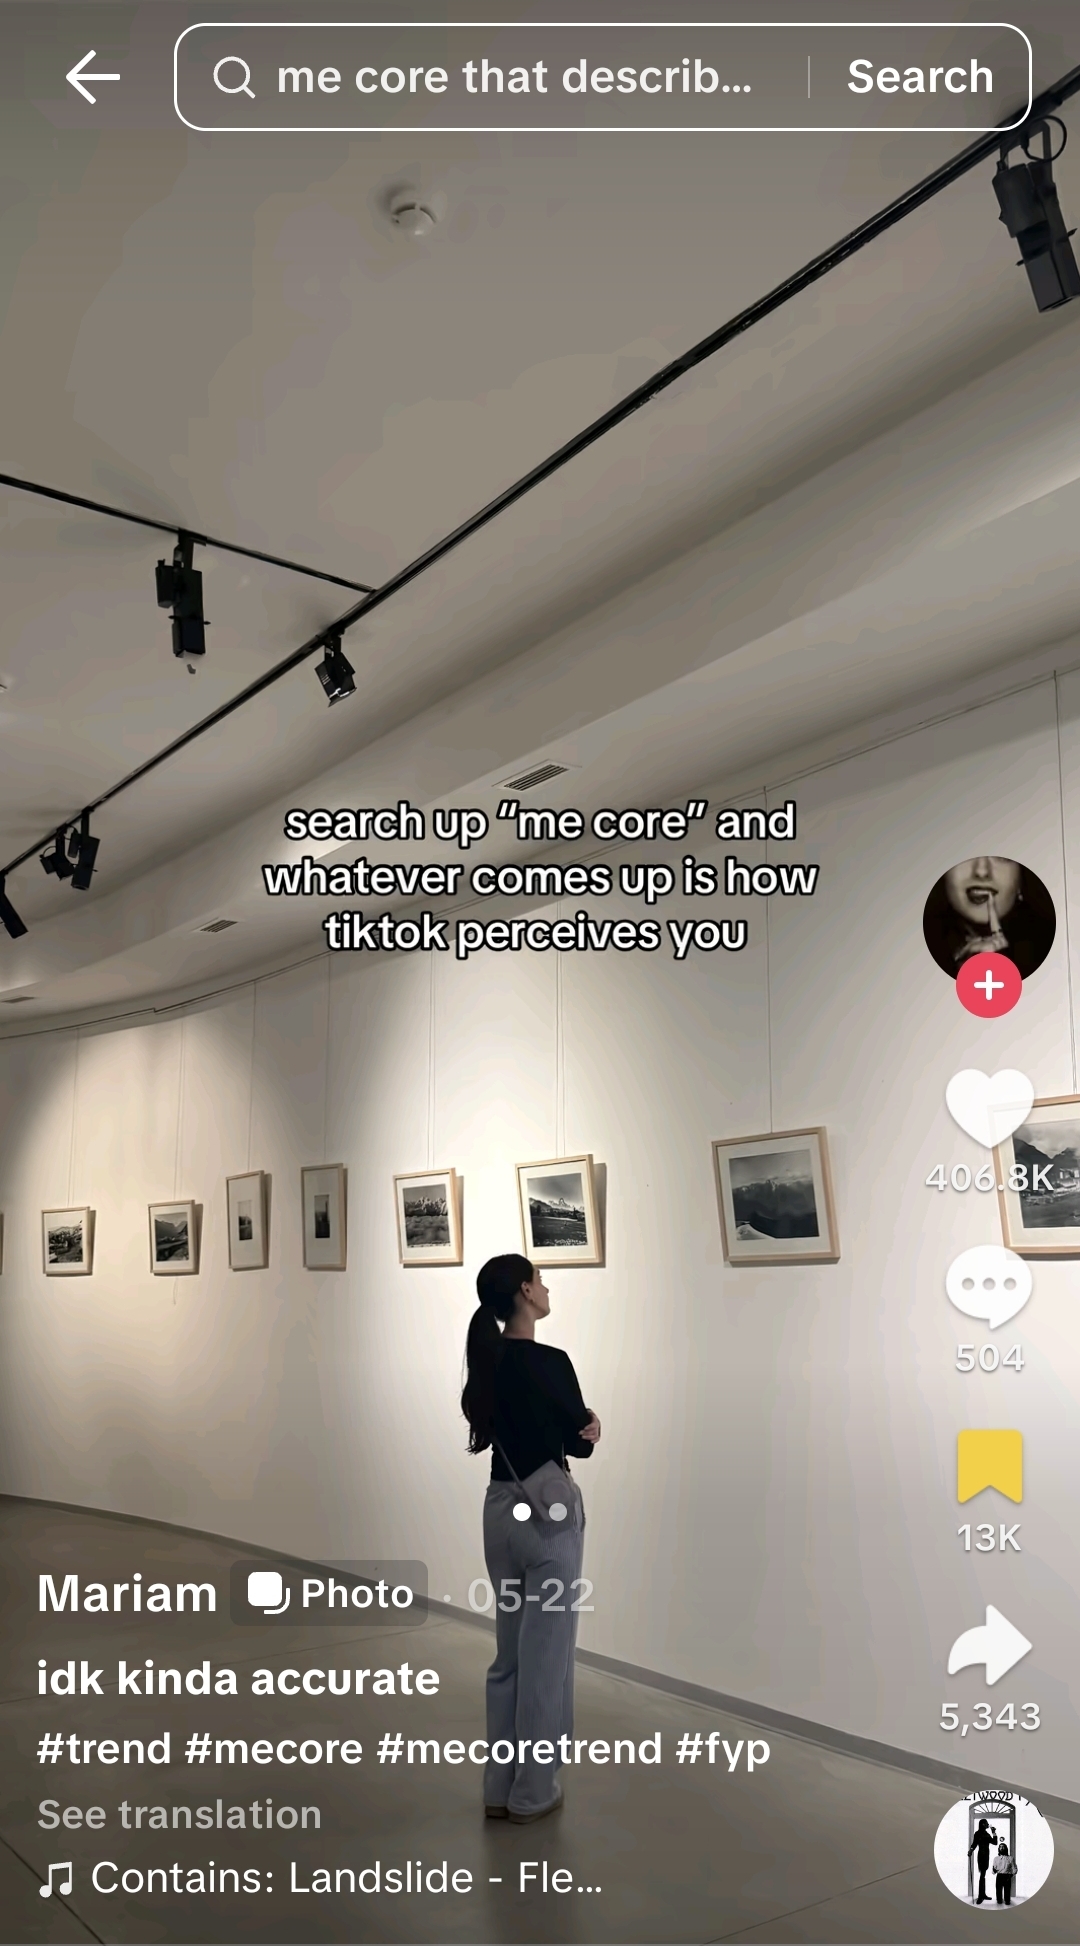 me core that describ...
Search
search up “me core” and
whatever comes up is how
tiktok perceives you
406.8K
504
13K
5,343
Mariam
Photo
· 05-22
idk kinda accurate
#trend #mecore #mecoretrend #fyp
See translation
Contains: Landslide - Fle...